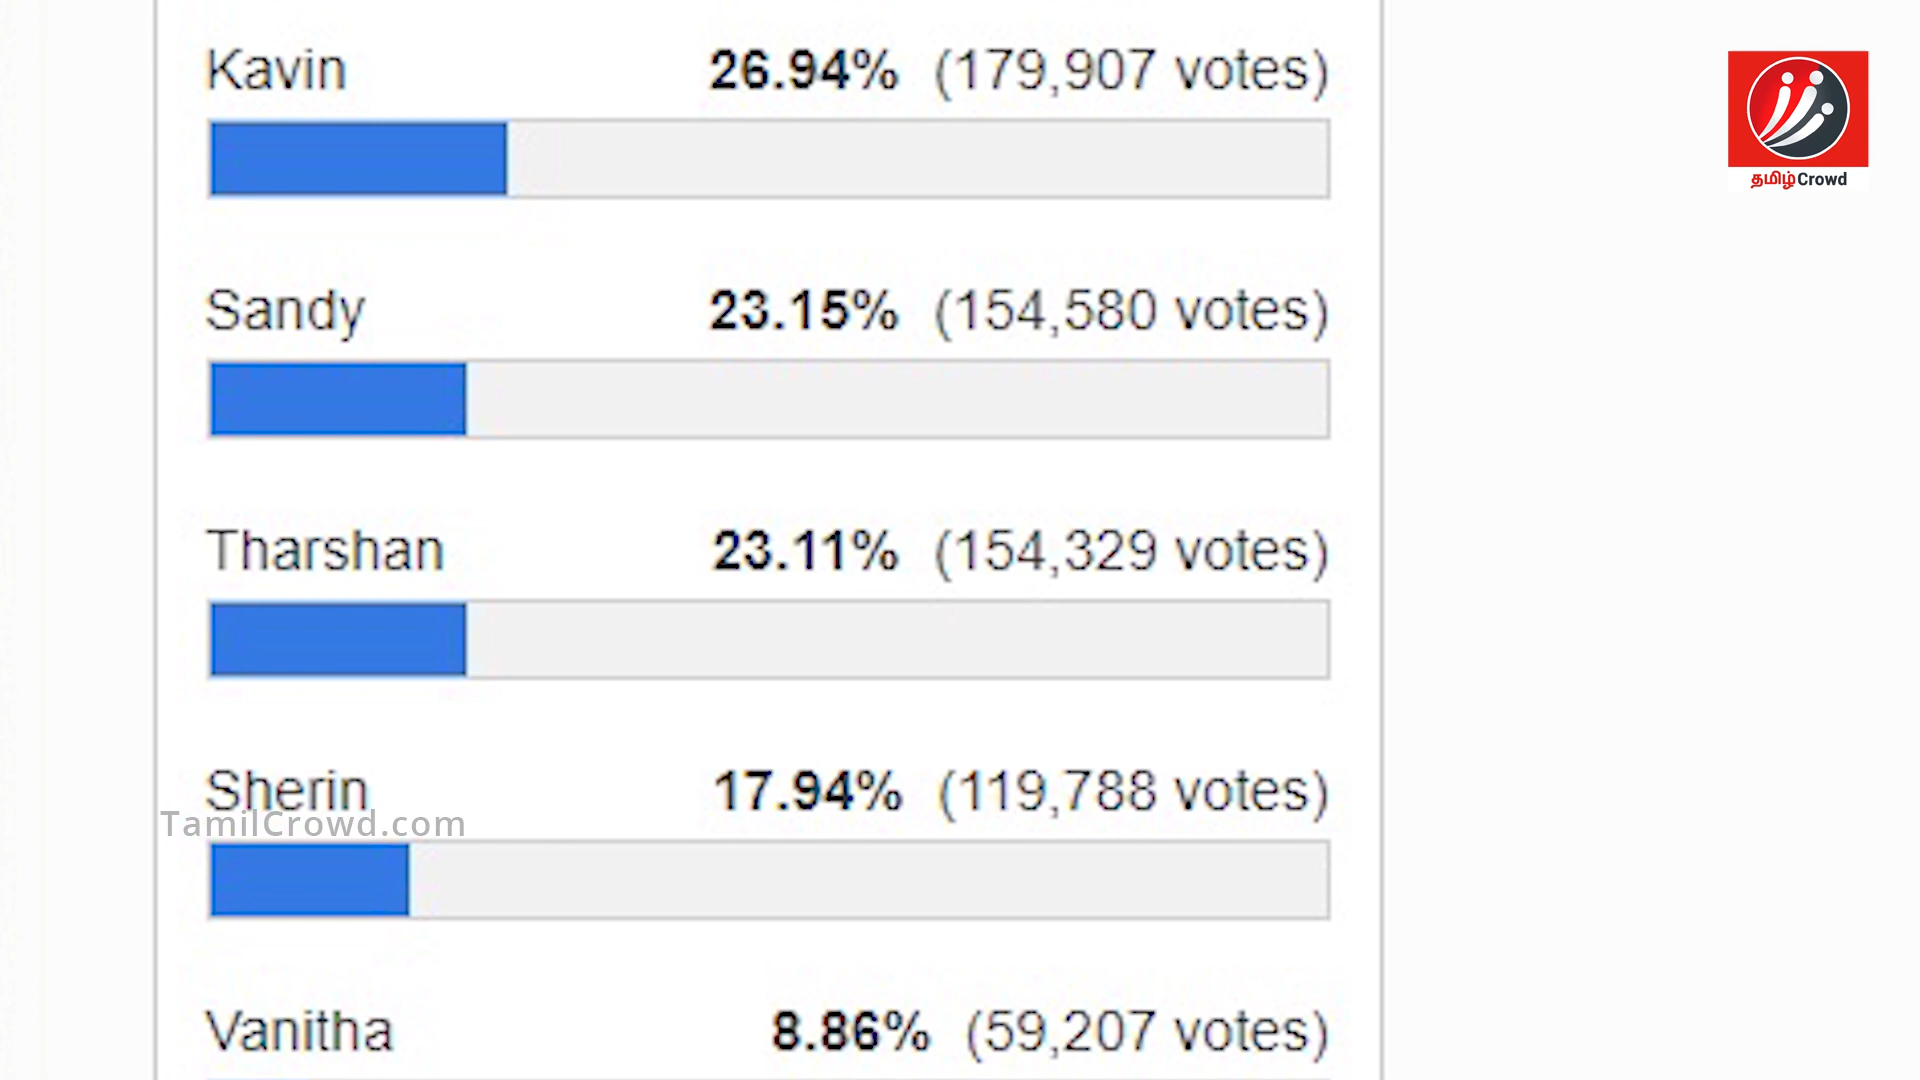 Kavin 26.94% (179,907 votes)
தமிழ்Crowd
Sandy 23.15% (154,580 votes)
Tharshan 23.11% (154,329 votes)
Sherin 17.94% (119,788 votes)
TamilCrowd.com
Vanitha 8.86% (59,207 votes)